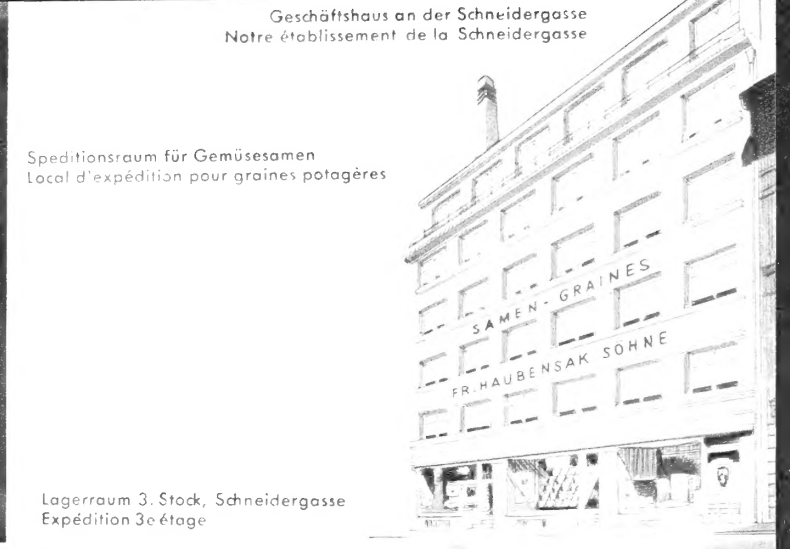 Geschäftshaus an der Schneidergasse
Notre établissement de la Schneidergasse
Speditionsraum für Gemüsesamen
Local d'expédition pour graines potagères
SAMEN-GRAINES
FR. HAUBENSAK SÖHNE
Lagerraum 3. Stock, Schneidergasse
Expédition 3e étage